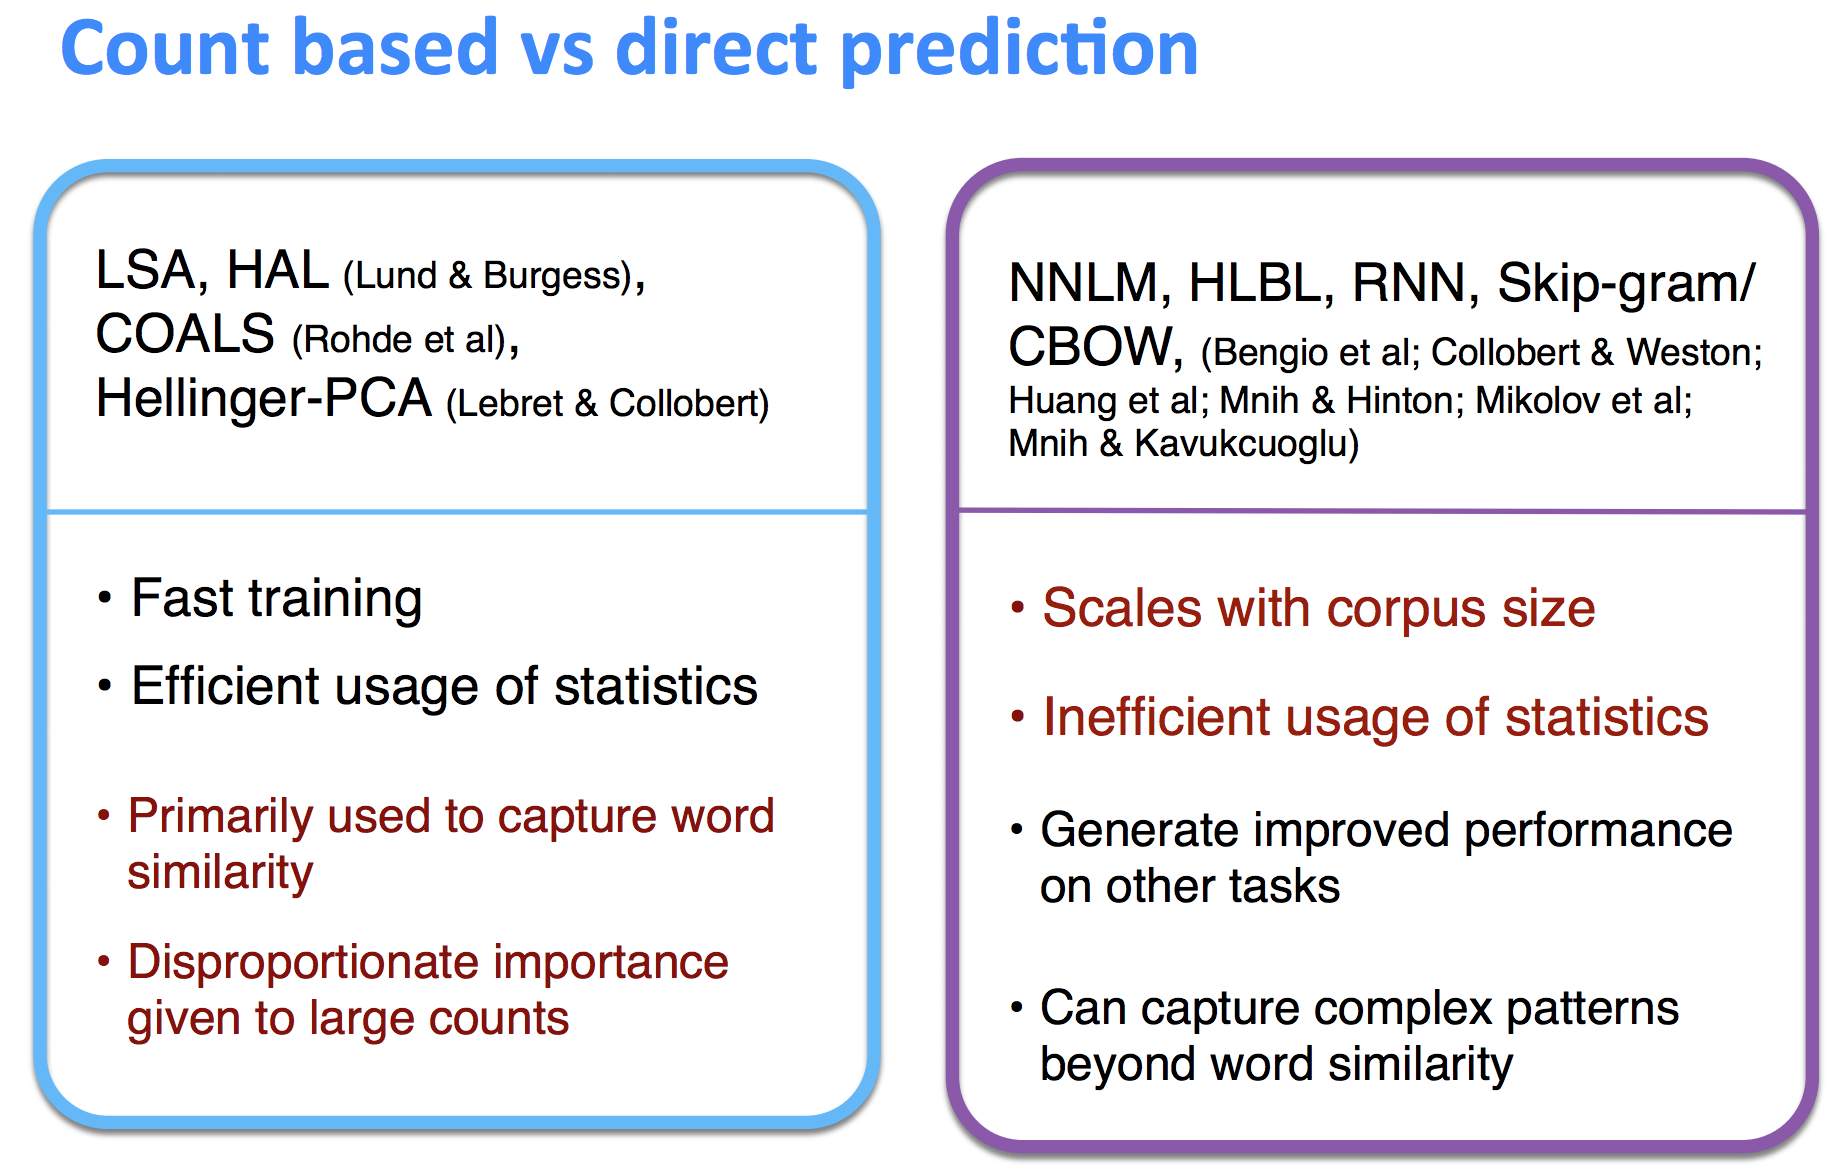 Count based vs direct prediction
LSA, HAL (Lund & Burgess),
COALS (Rohde et al),
Hellinger-PCA (Lebret & Collobert)
• Fast training
• Efficient usage of statistics
• Primarily used to capture word
similarity
• Disproportionate importance
given to large counts
NNLM, HLBL, RNN, Skip-gram/
CBOW, (Bengio et al; Collobert & Weston;
Huang et al; Mnih & Hinton; Mikolov et al;
Mnih & Kavukcuoglu)
• Scales with corpus size
• Inefficient usage of statistics
• Generate improved performance
on other tasks
• Can capture complex patterns
beyond word similarity